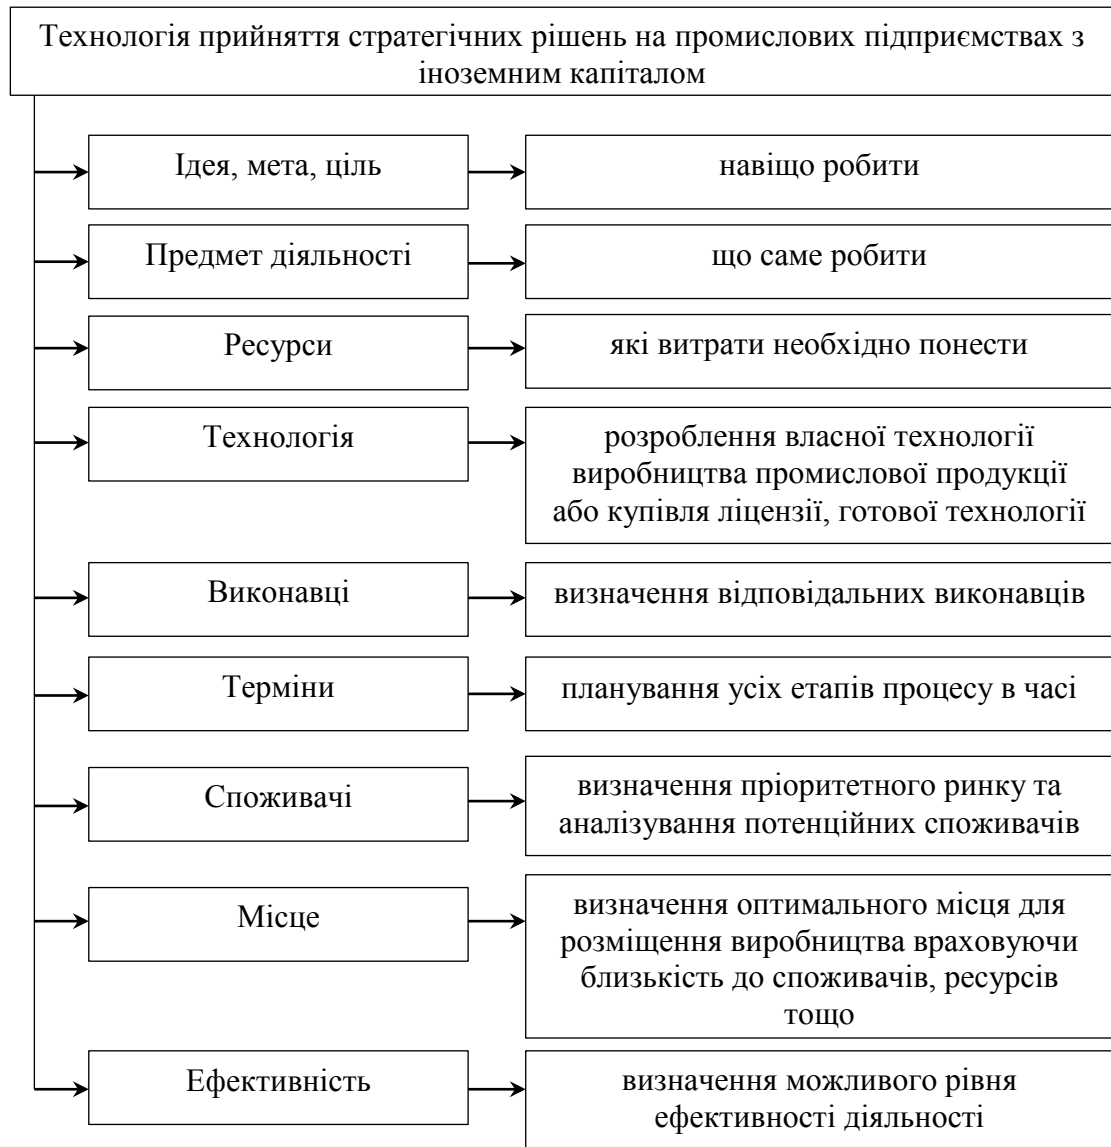 Технологія прийняття стратегічних рішень на промислових підприємствах з
іноземним капіталом
Ідея, мета, ціль
навіщо робити
Предмет діяльності
що саме робити
Ресурси
які витрати необхідно понести
Технологія
розроблення власної технології
виробництва промислової продукції
або купівля ліцензії, готової технології
Виконавці
визначення відповідальних виконавців
Терміни
планування усіх етапів процесу в часі
Споживачі
визначення пріоритетного ринку та
аналізування потенційних споживачів
Місце
визначення оптимального місця для
розміщення виробництва враховуючи
близькість до споживачів, ресурсів
тощо
Ефективність
визначення можливого рівня
ефективності діяльності